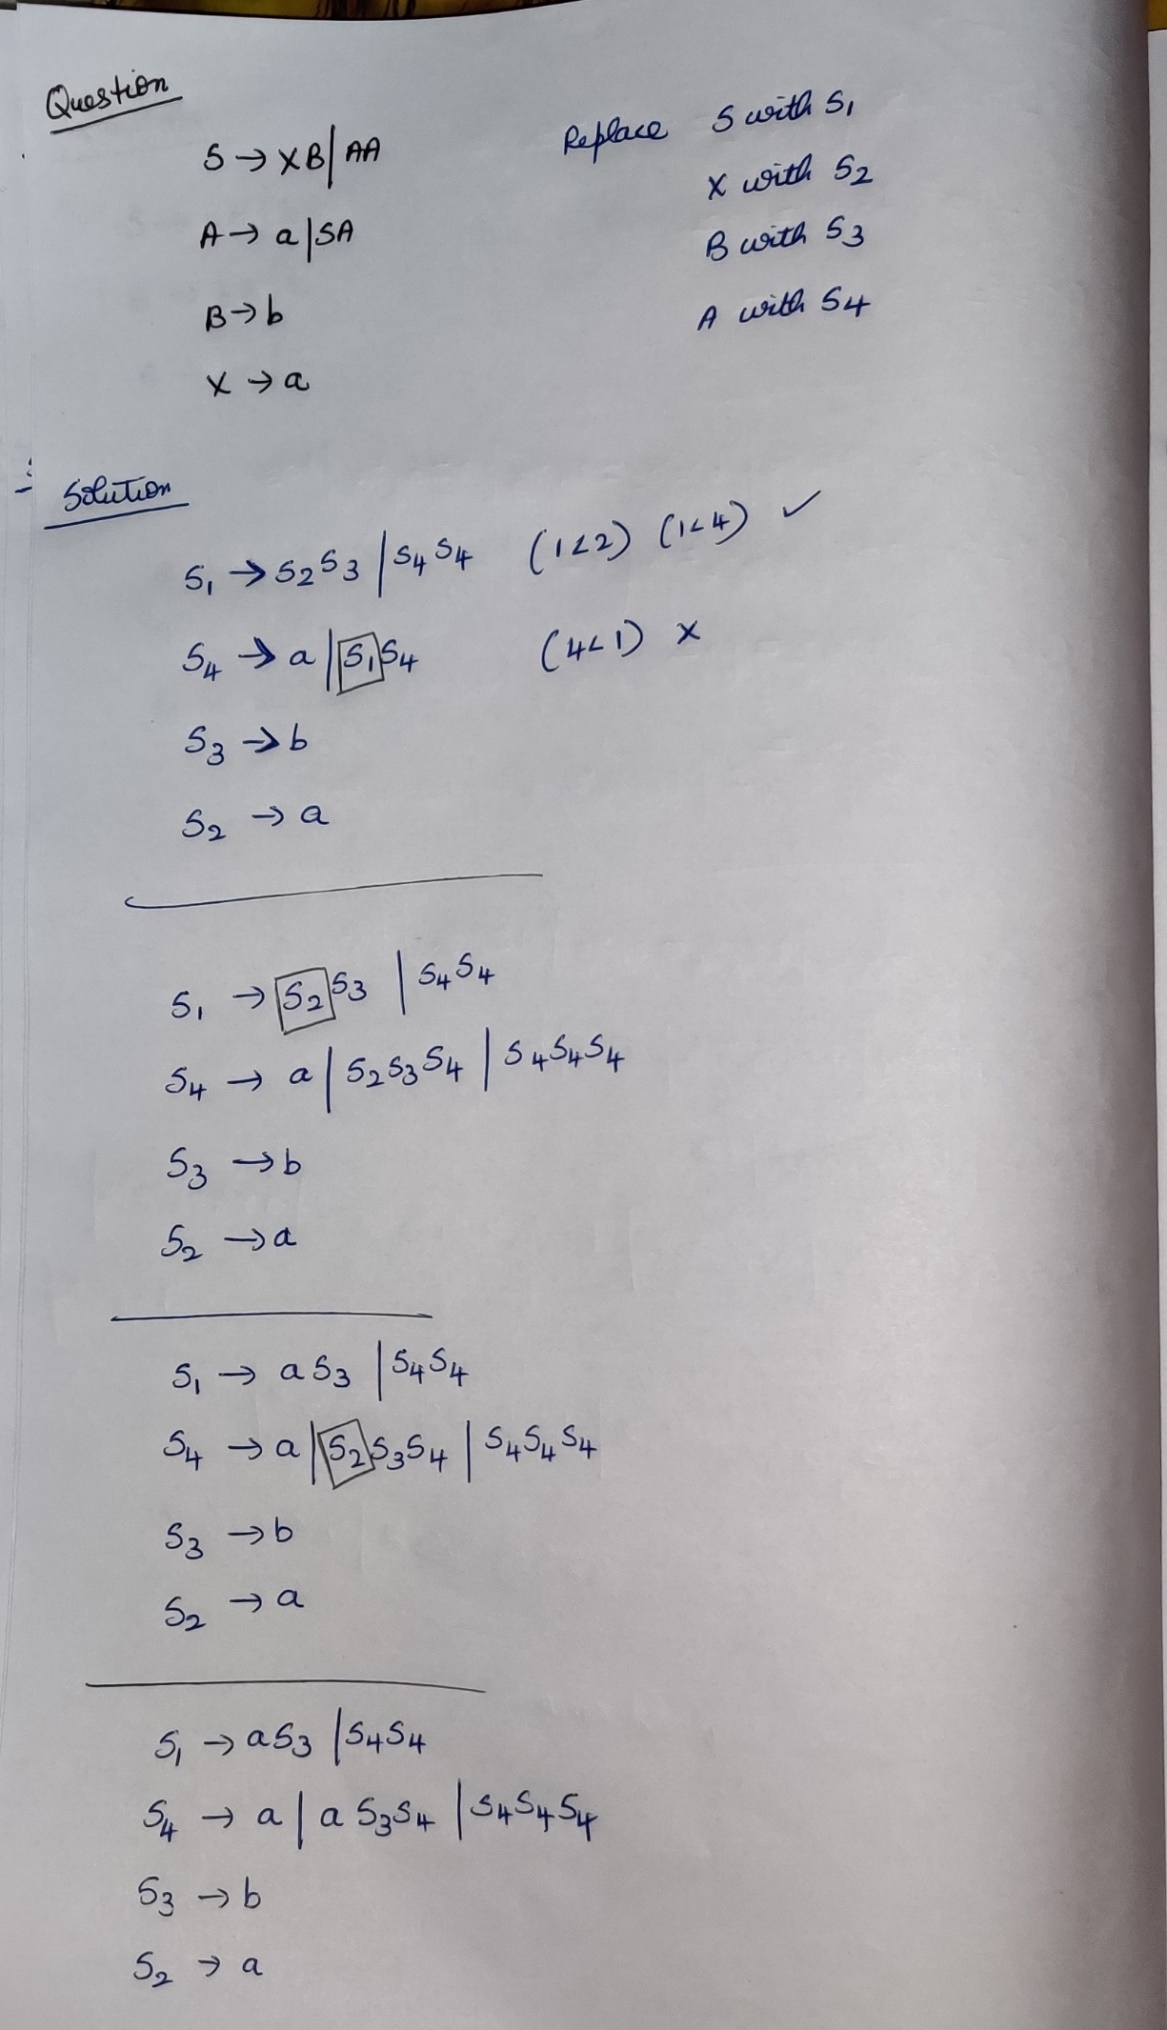 Question
S → XB | AA Replace S with S₁
X with S₂
A → a | SA B with S₃
B → b A with S₄
X → a
Solution
S₁ → S₂S₃ | S₄S₄ (1<2) (1<4) ✓
S₄ → a | S₁S₄ (4<1) ×
S₃ → b
S₂ → a
S₁ → S₂S₃ | S₄S₄
S₄ → a | S₂S₃S₄ | S₄S₄S₄
S₃ → b
S₂ → a
S₁ → aS₃ | S₄S₄
S₄ → a | S₂S₃S₄ | S₄S₄S₄
S₃ → b
S₂ → a
S₁ → aS₃ | S₄S₄
S₄ → a | aS₃S₄ | S₄S₄S₄
S₃ → b
S₂ → a